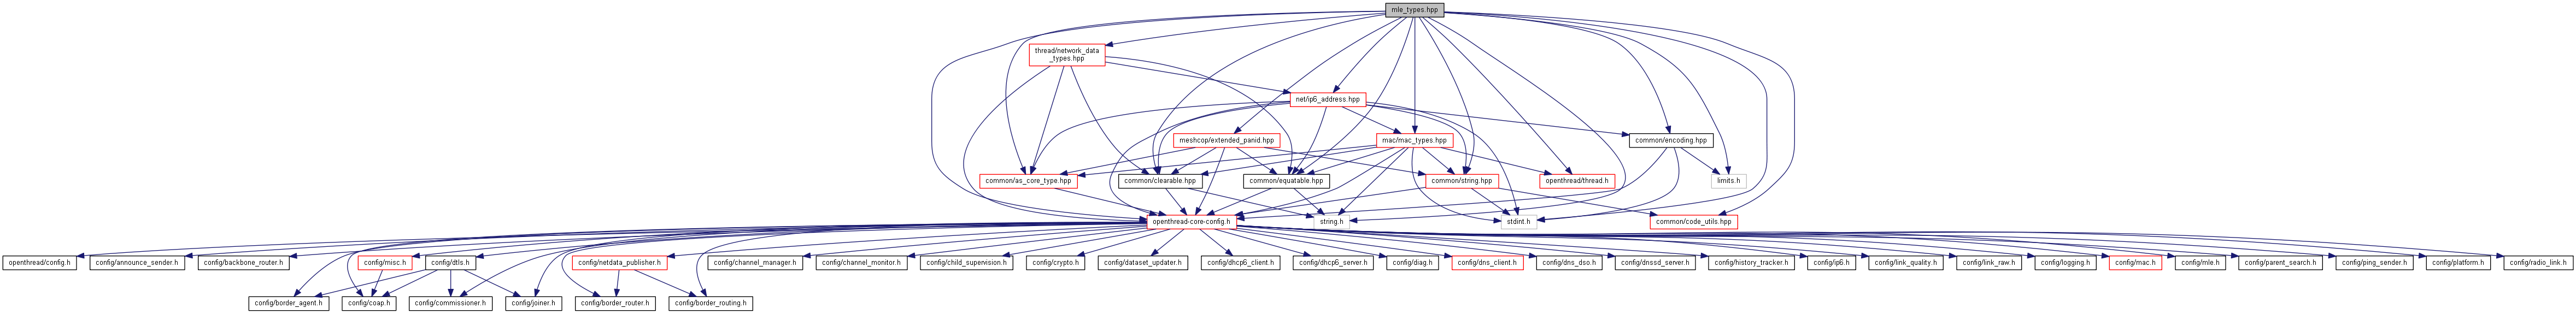 mle_types.hpp
thread/network_data
_types.hpp
net/ip6_address.hpp
meshcop/extended_panid.hpp
mac/mac_types.hpp
common/encoding.hpp
common/as_core_type.hpp
common/clearable.hpp
common/equatable.hpp
common/string.hpp
openthread/thread.h
limits.h
openthread-core-config.h
string.h
stdint.h
common/code_utils.hpp
openthread/config.h
config/announce_sender.h
config/backbone_router.h
config/misc.h
config/dtls.h
config/netdata_publisher.h
config/channel_manager.h
config/channel_monitor.h
config/child_supervision.h
config/crypto.h
config/dataset_updater.h
config/dhcp6_client.h
config/dhcp6_server.h
config/diag.h
config/dns_client.h
config/dns_dso.h
config/dnssd_server.h
config/history_tracker.h
config/ip6.h
config/link_quality.h
config/link_raw.h
config/logging.h
config/mac.h
config/mle.h
config/parent_search.h
config/ping_sender.h
config/platform.h
config/radio_link.h
config/border_agent.h
config/coap.h
config/commissioner.h
config/joiner.h
config/border_router.h
config/border_routing.h